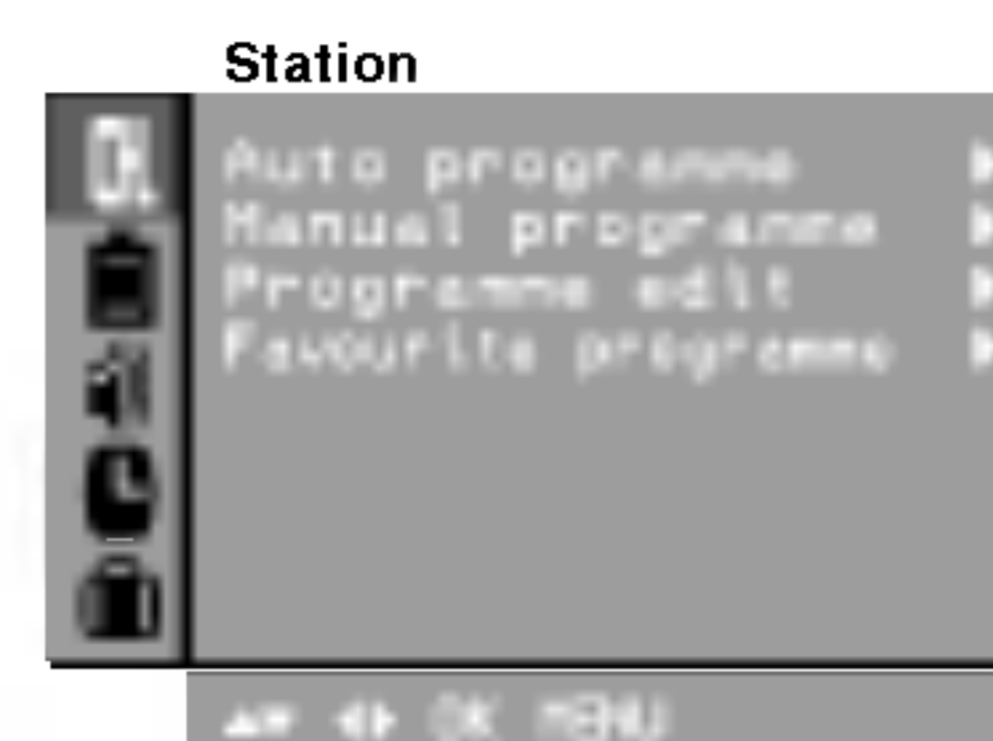 Station
Auto programme
Manual programme
Programme edit
Favourite programme
OK MENU